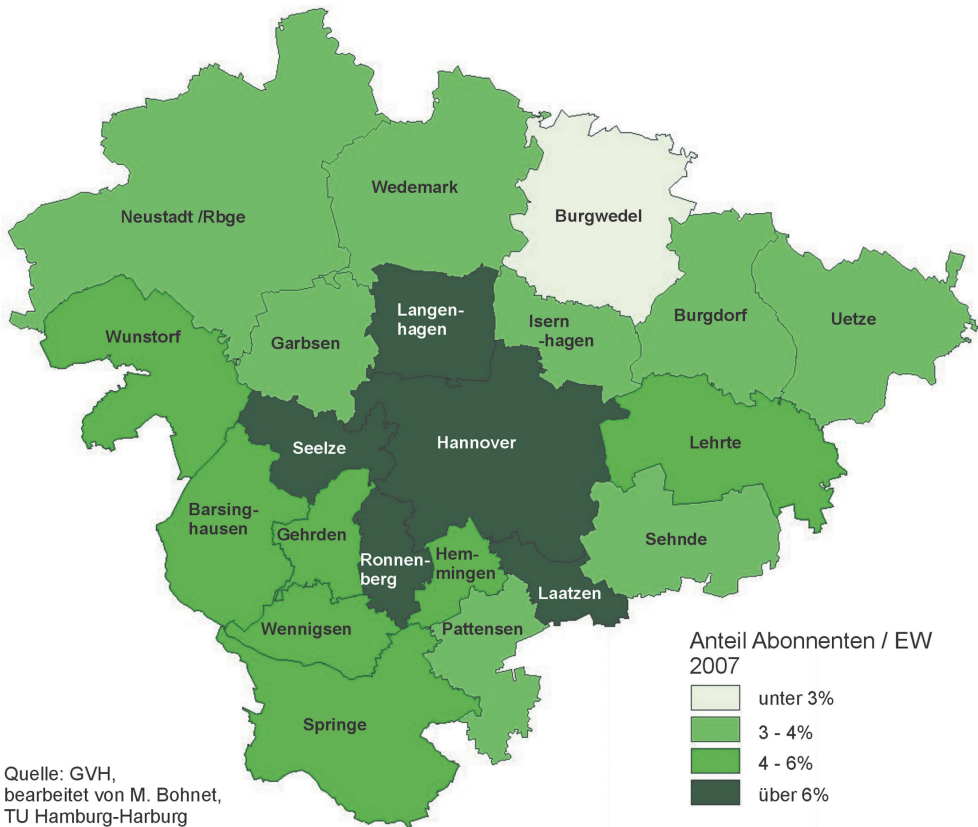 Wedemark
Neustadt /Rbge
Burgwedel
Langen-
hagen
Isern
-hagen
Burgdorf
Uetze
Wunstorf
Garbsen
Seelze
Hannover
Lehrte
Barsing-
hausen
Gehrden
Ronnen-
berg
Hem-
mingen
Sehnde
Laatzen
Wennigsen
Pattensen
Springe
Anteil Abonnenten / EW
2007
unter 3%
3 - 4%
4 - 6%
über 6%
Quelle: GVH,
bearbeitet von M. Bohnet,
TU Hamburg-Harburg